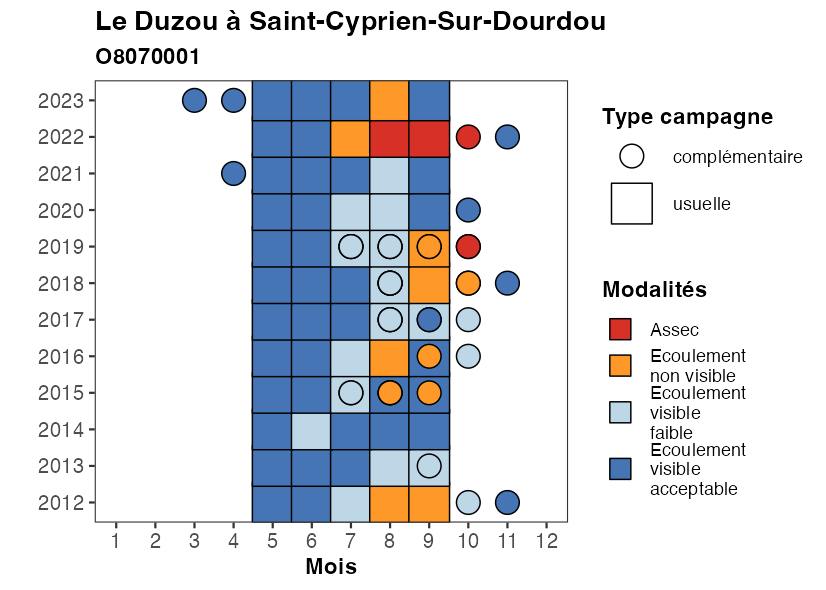 Le Duzou à Saint-Cyprien-Sur-Dourdou
O8070001
2023
2022
2021
2020
2019
2018
2017
2016
2015
2014
2013
2012
1 2 3 4 5 6 7 8 9 10 11 12
Mois
Type campagne
complémentaire
usuelle
Modalités
Assec
Ecoulement
non visible
Ecoulement
visible
faible
Ecoulement
visible
acceptable